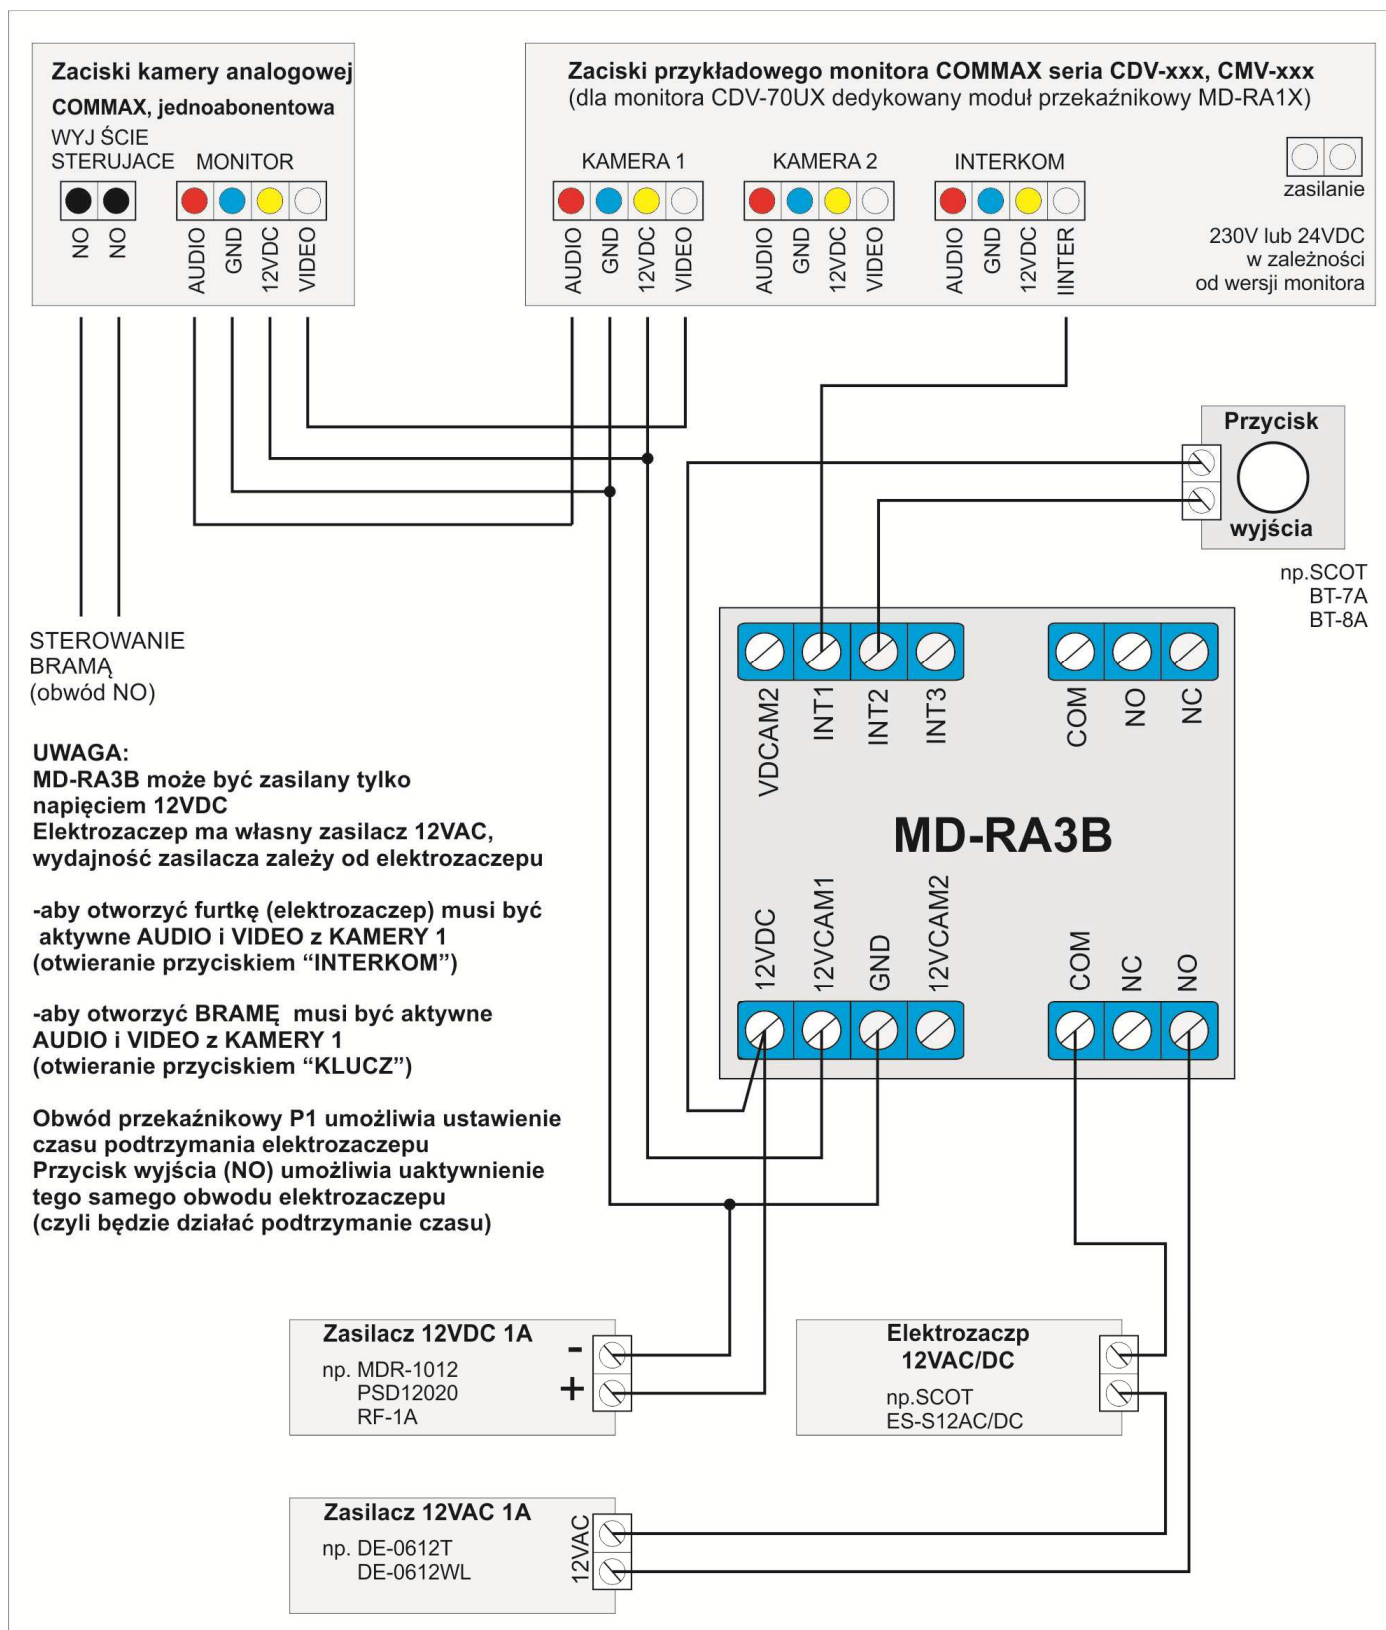 Zaciski kamery analogowej
COMMAX, jednoabonentowa
WYJ ŚCIE
STERUJACE
MONITOR
NO
NO
AUDIO
GND
12VDC
VIDEO
Zaciski przykładowego monitora COMMAX seria CDV-xxx, CMV-xxx
(dla monitora CDV-70UX dedykowany moduł przekaźnikowy MD-RA1X)
KAMERA 1
KAMERA 2
INTERKOM
AUDIO
GND
12VDC
VIDEO
AUDIO
GND
12VDC
VIDEO
AUDIO
GND
12VDC
IINTER
zasilanie
230V lub 24VDC
w zależności
od wersji monitora
Przycisk
wyjścia
np.SCOT
BT-7A
BT-8A
STEROWANIE
BRAMĄ
(obwód NO)
UWAGA:
MD-RA3B może być zasilany tylko
napięciem 12VDC
Elektrozaczep ma własny zasilacz 12VAC,
wydajność zasilacza zależy od elektrozaczepu
-aby otworzyć furtkę (elektrozaczep) musi być
aktywne AUDIO i VIDEO z KAMERY 1
(otwieranie przyciskiem “INTERKOM”)
-aby otworzyć BRAMĘ musi być aktywne
AUDIO i VIDEO z KAMERY 1
(otwieranie przyciskiem “KLUCZ”)
Obwód przekaźnikowy P1 umożliwia ustawienie
czasu podtrzymania elektrozaczepu
Przycisk wyjścia (NO) umożliwia uaktywnienie
tego samego obwodu elektrozaczepu
(czyli będzie działać podtrzymanie czasu)
VDCAM2
INT1
INT2
INT3
COM
NO
NC
MD-RA3B
12VDC
12VCAM1
GND
12VCAM2
COM
NC
NO
Zasilacz 12VDC 1A
np. MDR-1012
PSD12020
RF-1A
-
+
Elektrozaczp
12VAC/DC
np.SCOT
ES-S12AC/DC
Zasilacz 12VAC 1A
np. DE-0612T
DE-0612WL
12VAC